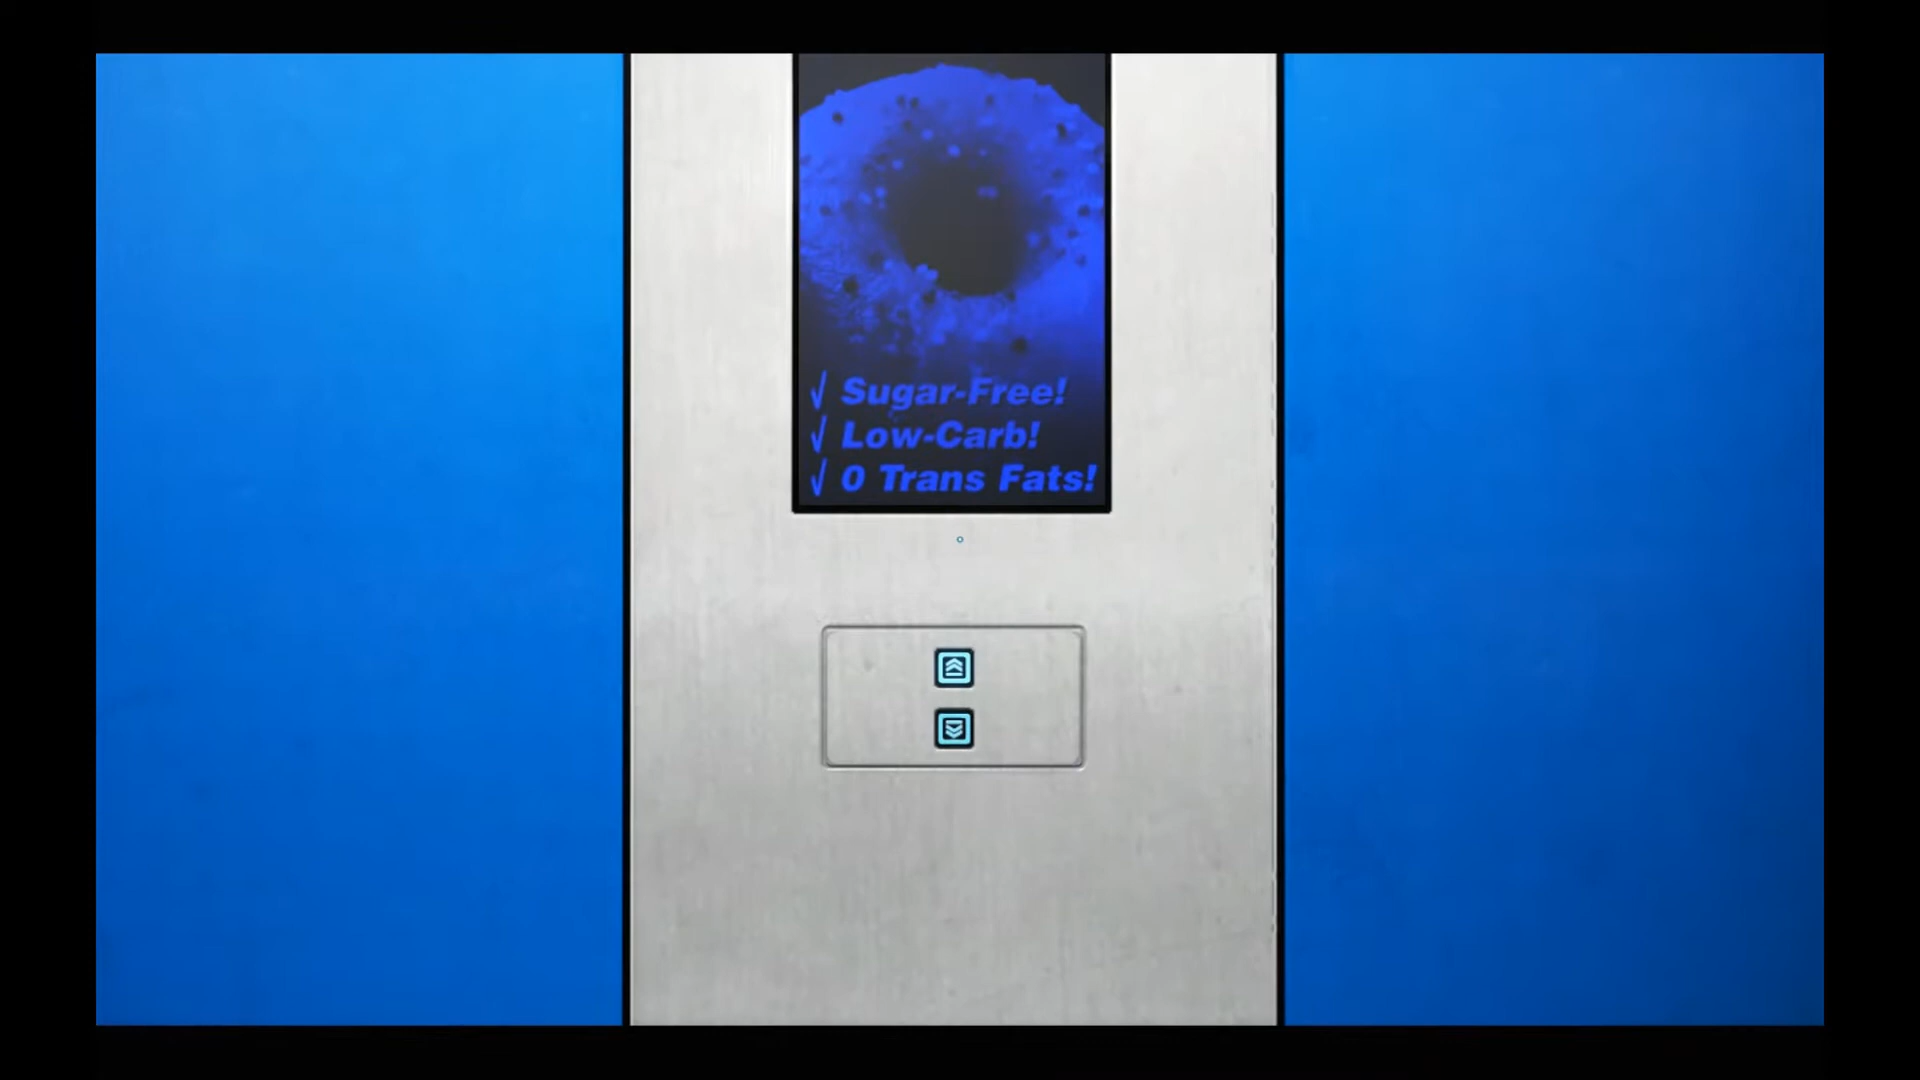 √ Sugar-Free!
√ Low-Carb!
√ 0 Trans Fats!